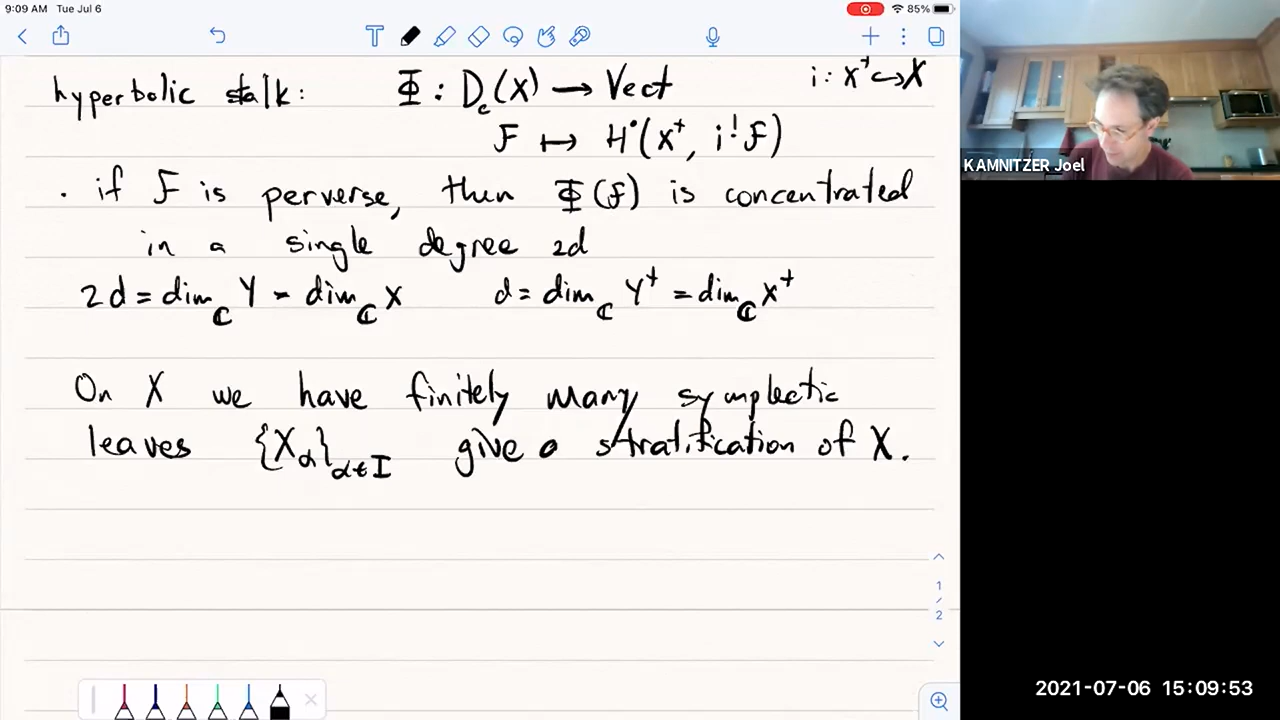 9:09 AM Tue Jul 6
85%
hyperbolic stalk: Φ : D_c(X) → Vect i : X⁺ ↪ X
F ↦ H^•(X⁺, i^! F)
· if F is perverse, then Φ(F) is concentrated
in a single degree 2d
2d = dim_C Y = dim_C X d = dim_C Y⁺ = dim_C X⁺
On X we have finitely many symplectic
leaves {X_α}_{α∈I} give a stratification of X.
KAMNITZER Joel
1
/
2
2021-07-06 15:09:53